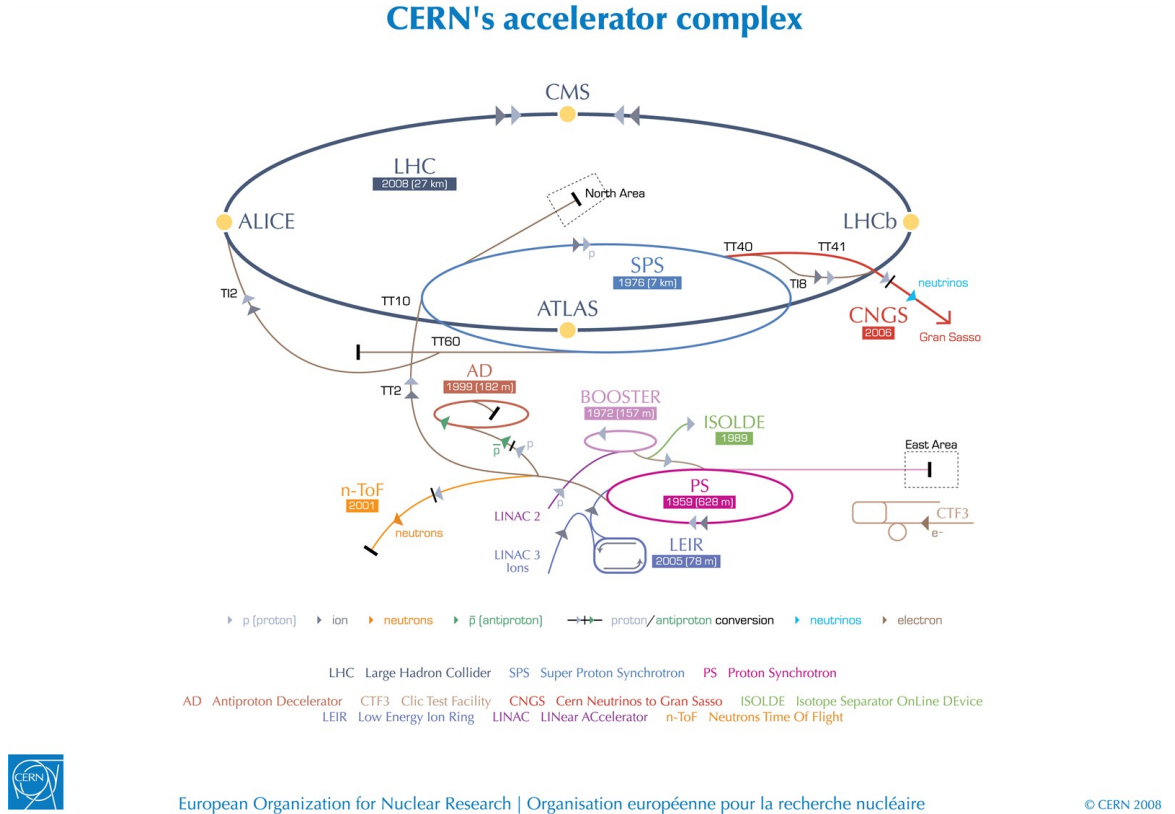 CERN's accelerator complex
CMS
LHC
2008 (27 km)
North Area
ALICE
LHCb
TT40
TT41
p
SPS
1976 (7 km)
TI8
neutrinos
TI2
TT10
ATLAS
CNGS
2006
Gran Sasso
TT60
AD
1999 (182 m)
TT2
BOOSTER
1972 (157 m)
ISOLDE
1989
p̅
p
East Area
n-ToF
2001
PS
1959 (628 m)
p
LINAC 2
CTF3
neutrons
e-
LEIR
2005 (78 m)
LINAC 3
Ions
p (proton) ion neutrons p̅ (antiproton) proton/antiproton conversion neutrinos electron
LHC Large Hadron Collider SPS Super Proton Synchrotron PS Proton Synchrotron
AD Antiproton Decelerator CTF3 Clic Test Facility CNGS Cern Neutrinos to Gran Sasso ISOLDE Isotope Separator OnLine DEvice
LEIR Low Energy Ion Ring LINAC LINear ACcelerator n-ToF Neutrons Time Of Flight
CERN
European Organization for Nuclear Research | Organisation européenne pour la recherche nucléaire
© CERN 2008